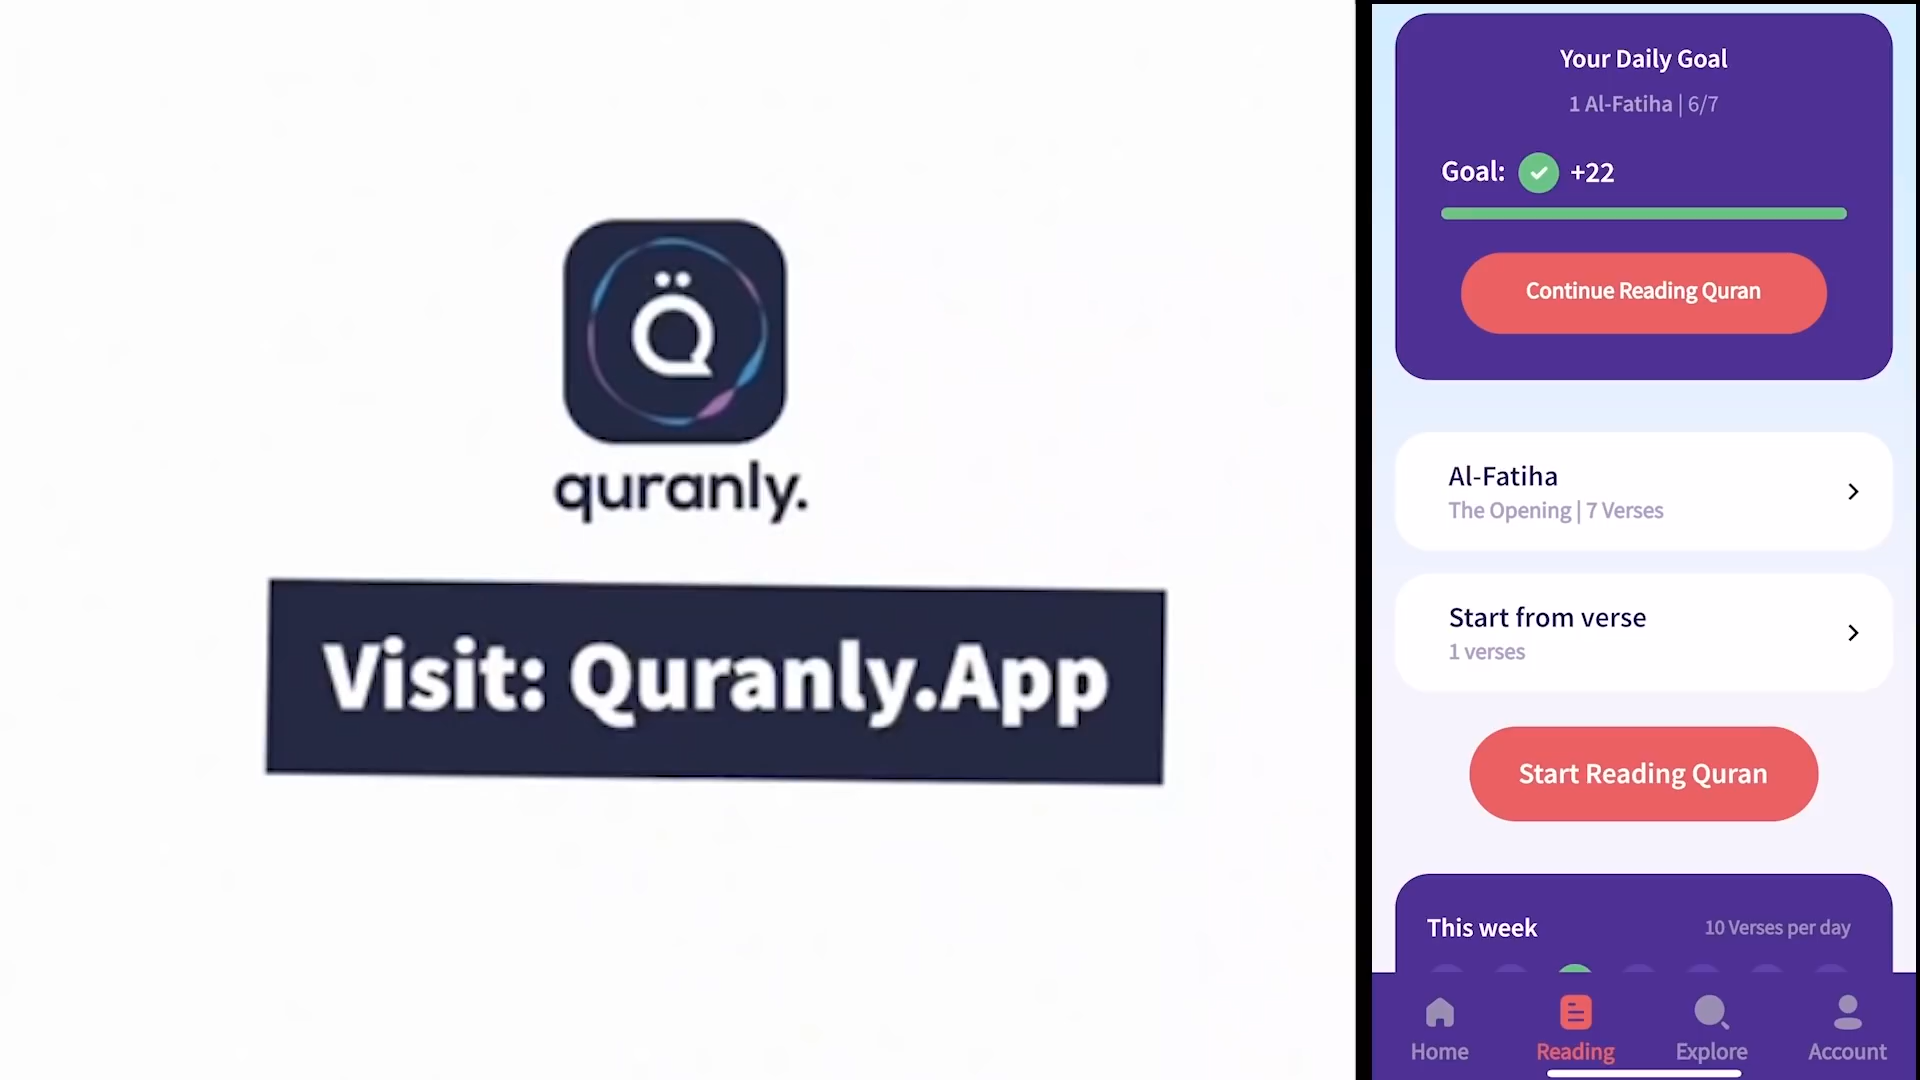 Q̈
quranly.
Visit: Quranly.App
Your Daily Goal
1 Al-Fatiha | 6/7
Goal: +22
Continue Reading Quran
Al-Fatiha
The Opening | 7 Verses
Start from verse
1 verses
Start Reading Quran
This week
10 Verses per day
Home
Reading
Explore
Account